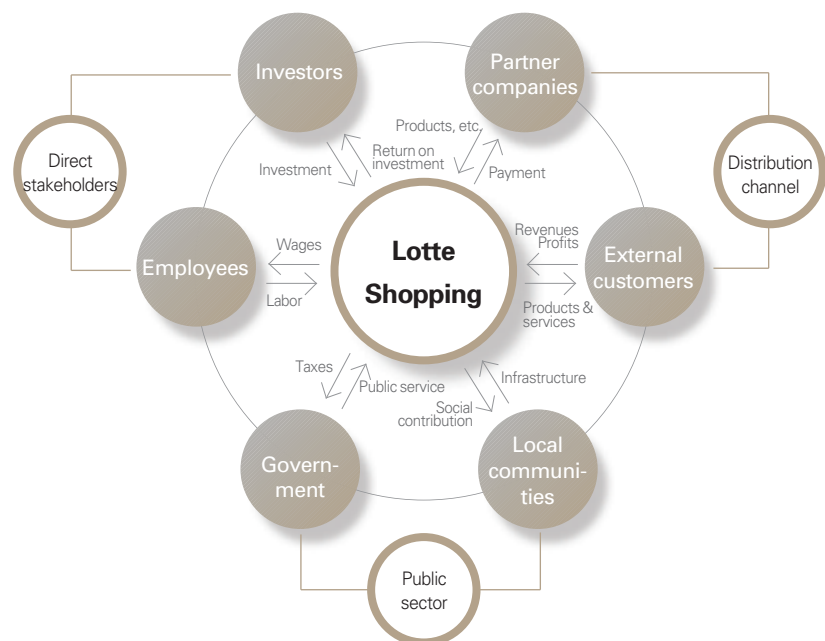 Investors
Partner
companies
Products, etc.
Return on
investment
Investment
Payment
Direct
stakeholders
Distribution
channel
Wages
Employees
Labor
Lotte
Shopping
Revenues
Profits
External
customers
Products &
services
Taxes
Public service
Infrastructure
Social
contribution
Govern-
ment
Local
communi-
ties
Public
sector